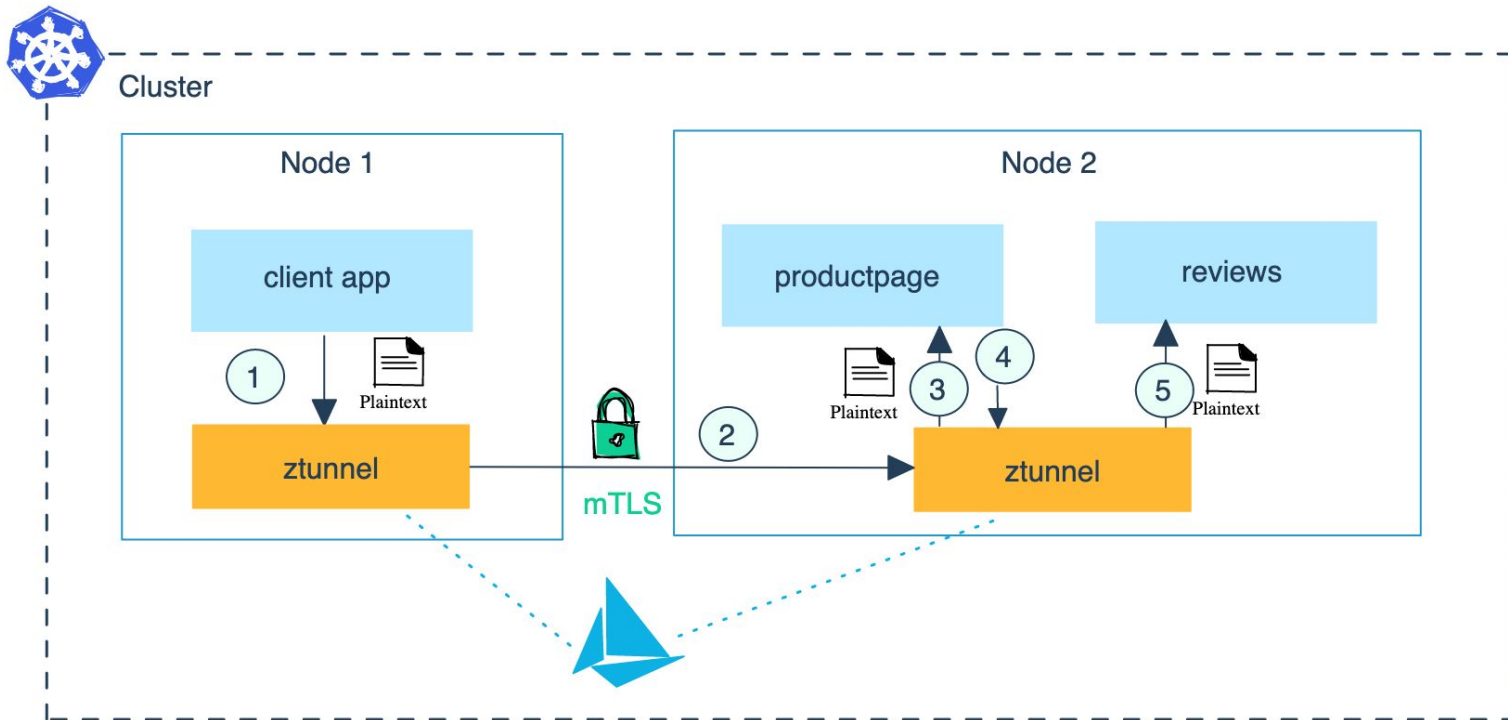 Cluster
Node 1
Node 2
client app
productpage
reviews
1
Plaintext
Plaintext
3
4
5
Plaintext
2
ztunnel
mTLS
ztunnel